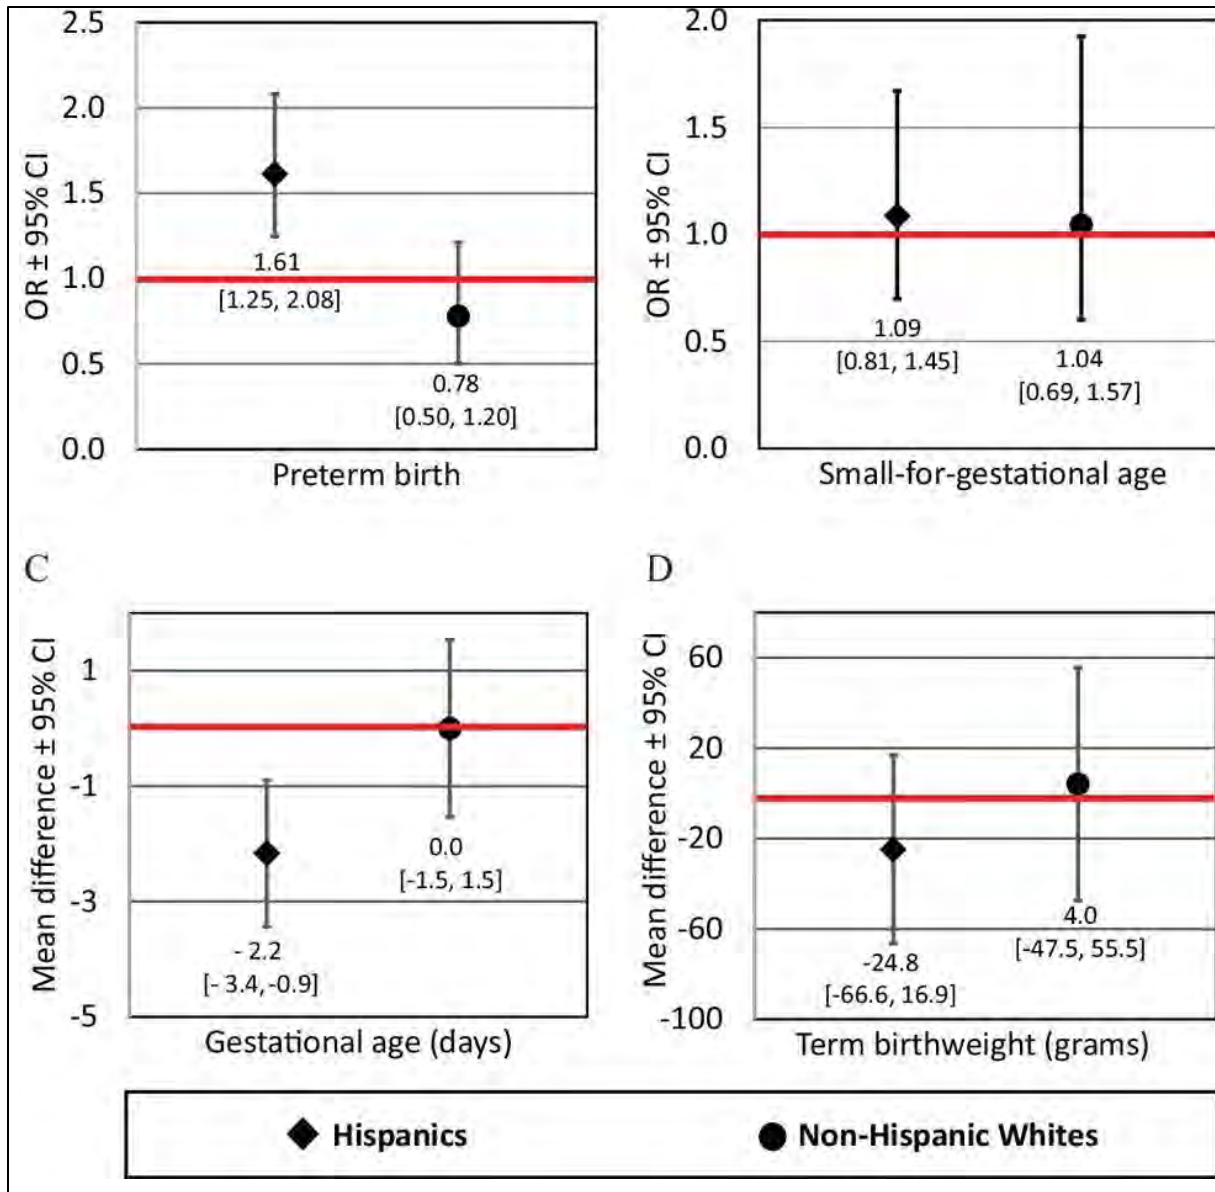 2.5
2.0
1.5
1.0
0.5
0.0
OR ± 95% CI
1.61
[1.25, 2.08]
0.78
[0.50, 1.20]
Preterm birth
2.0
1.5
1.0
0.5
0.0
OR ± 95% CI
1.09
[0.81, 1.45]
1.04
[0.69, 1.57]
Small-for-gestational age
C
1
-1
-3
-5
Mean difference ± 95% CI
0.0
[-1.5, 1.5]
-2.2
[- 3.4, -0.9]
Gestational age (days)
D
60
20
-20
-60
-100
Mean difference ± 95% CI
4.0
[-47.5, 55.5]
-24.8
[-66.6, 16.9]
Term birthweight (grams)
Hispanics
Non-Hispanic Whites